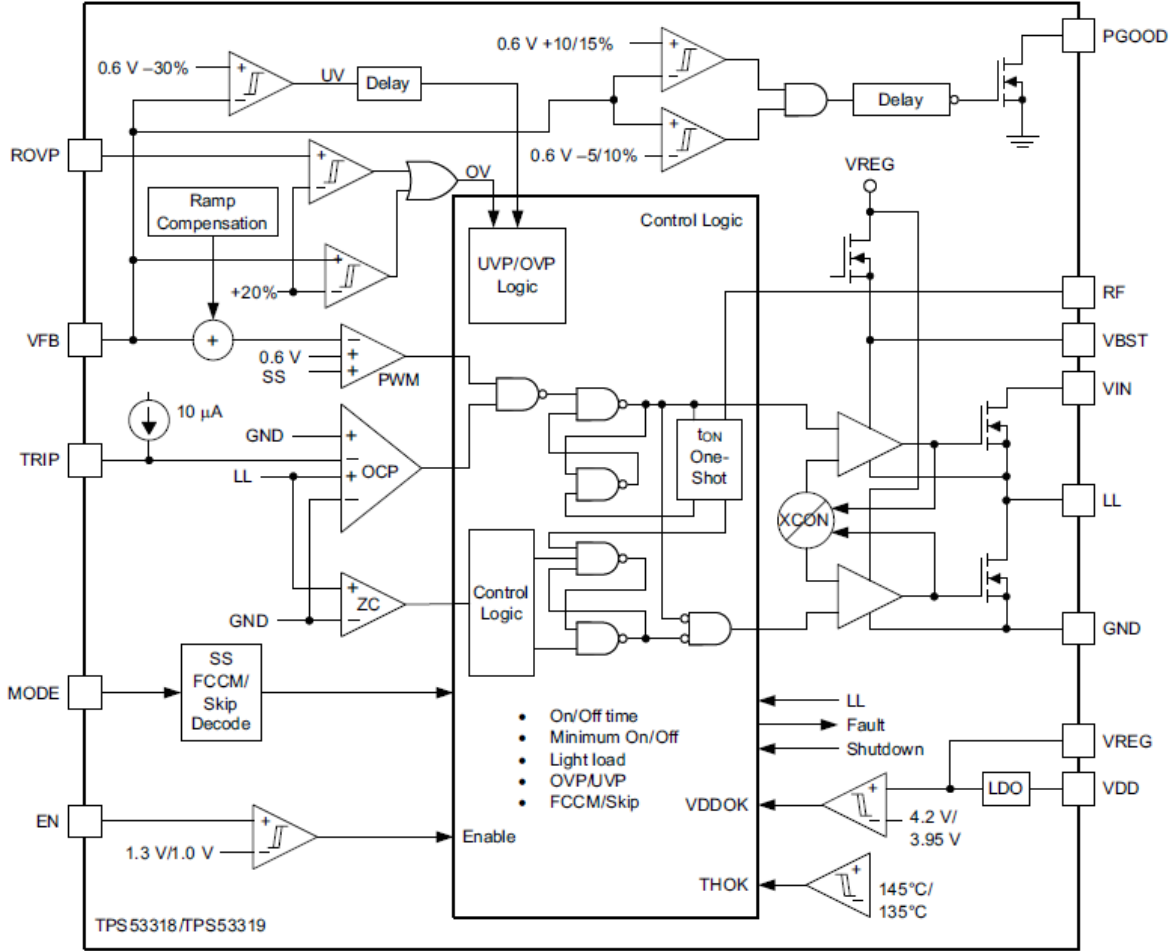 PGOOD
0.6 V +10/15%
0.6 V –30%
UV
Delay
Delay
0.6 V –5/10%
ROVP
VREG
OV
Ramp
Compensation
Control Logic
UVP/OVP
Logic
+20%
RF
VFB
+
VBST
0.6 V
SS
PWM
VIN
10 µA
GND
tON
One-
Shot
TRIP
OCP
LL
XCON
LL
Control
Logic
ZC
GND
GND
MODE
SS
FCCM/
Skip
Decode
LL
• On/Off time
Fault
• Minimum On/Off
Shutdown
VREG
• Light load
• OVP/UVP
• FCCM/Skip
LDO
VDD
VDDOK
4.2 V/
3.95 V
EN
Enable
1.3 V/1.0 V
THOK
145°C/
135°C
TPS53318/TPS53319